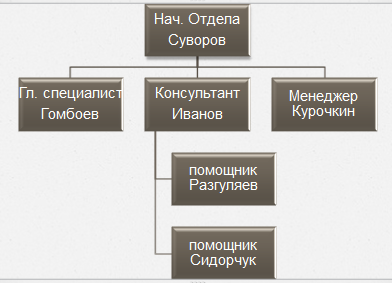 Нач. Отдела
Суворов
Гл. специалист
Гомбоев
Консультант
Иванов
Менеджер
Курочкин
помощник
Разгуляев
помощник
Сидорчук